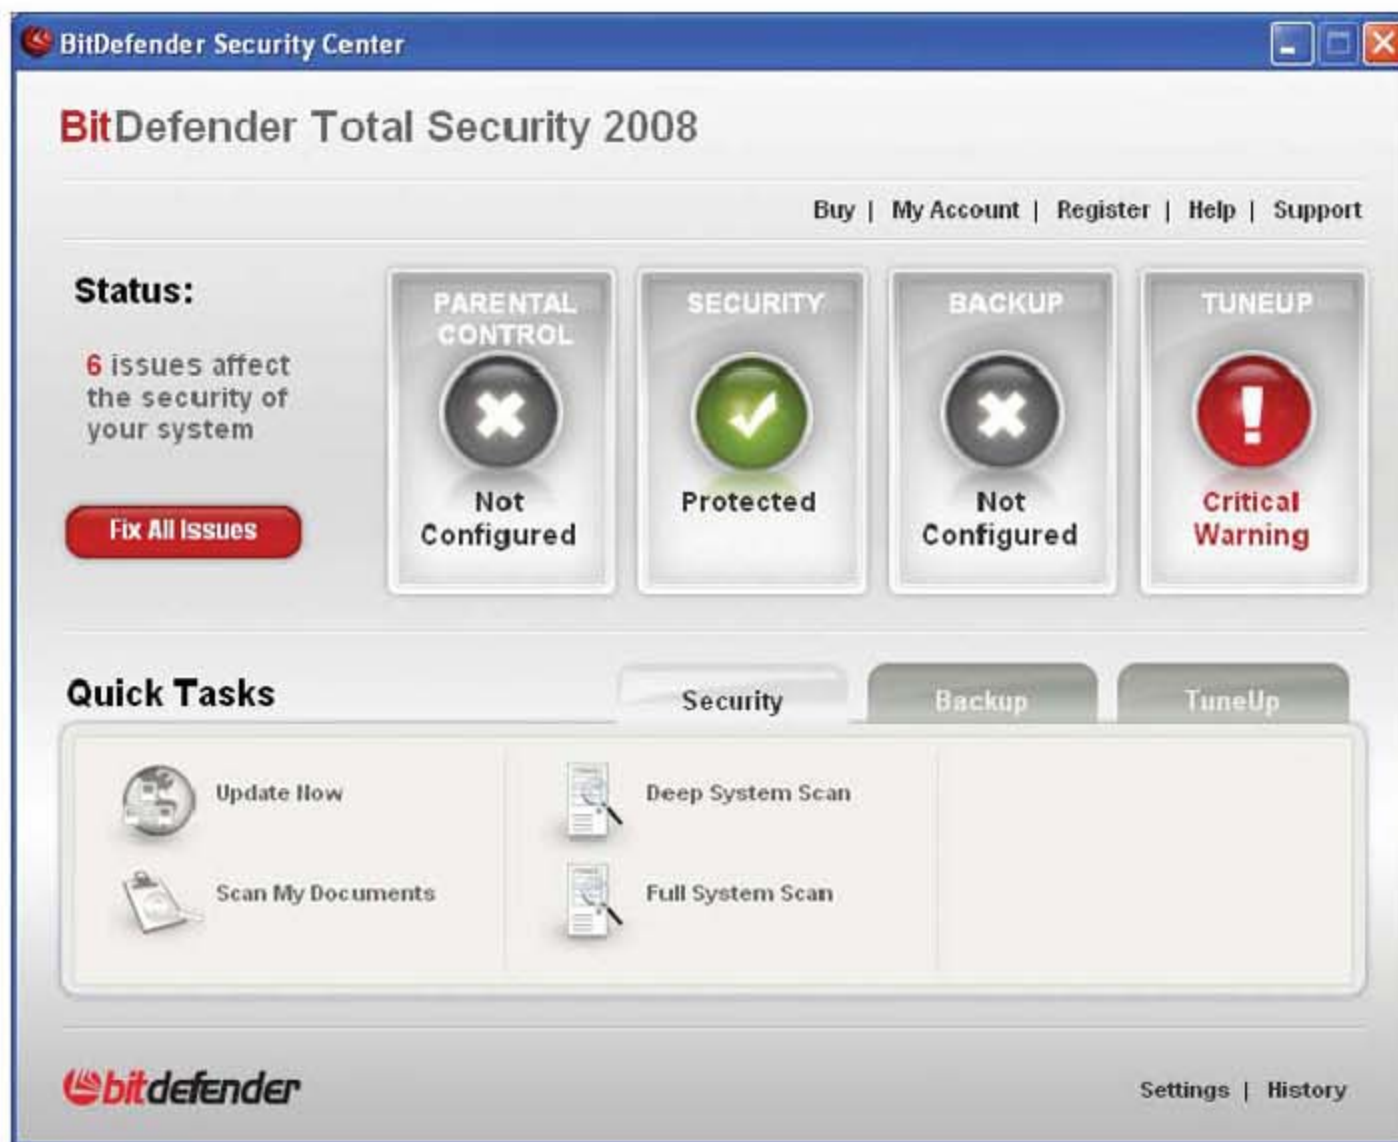 BitDefender Security Center
BitDefender Total Security 2008
Buy | My Account | Register | Help | Support
Status:
6 issues affect
the security of
your system
Fix All Issues
PARENTAL
CONTROL
Not
Configured
SECURITY
Protected
BACKUP
Not
Configured
TUNEUP
Critical
Warning
Quick Tasks
Security
Backup
TuneUp
Update Now
Deep System Scan
Scan My Documents
Full System Scan
bitdefender
Settings | History